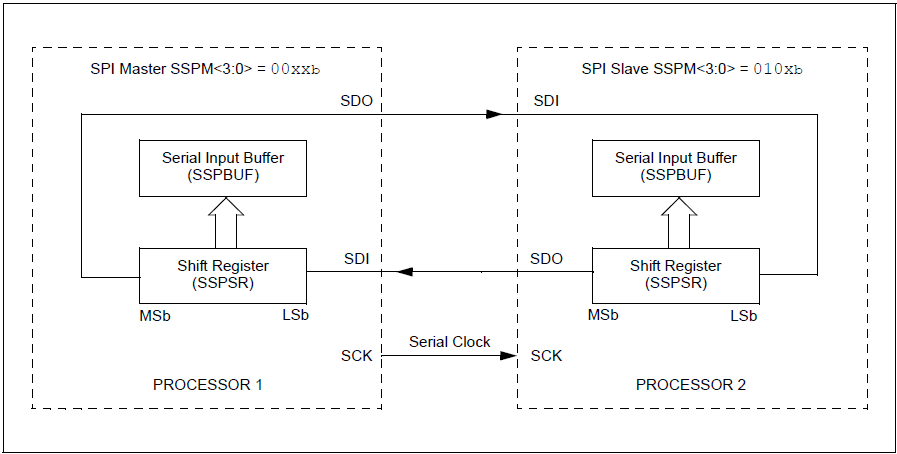 SPI Master SSPM<3:0> = 00xxb
SPI Slave SSPM<3:0> = 010xb
SDO
SDI
Serial Input Buffer
(SSPBUF)
Serial Input Buffer
(SSPBUF)
SDI
SDO
Shift Register
(SSPSR)
Shift Register
(SSPSR)
MSb
LSb
MSb
LSb
Serial Clock
SCK
SCK
PROCESSOR 1
PROCESSOR 2